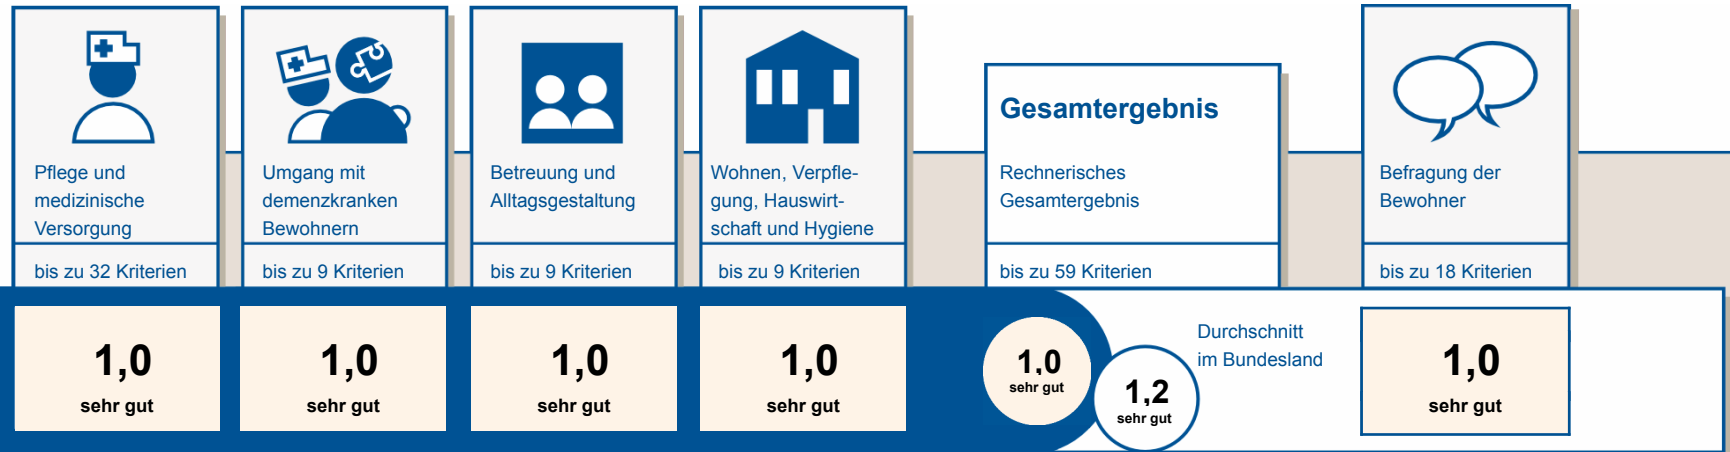 Pflege und
medizinische
Versorgung
bis zu 32 Kriterien
1,0
sehr gut
Umgang mit
demenzkranken
Bewohnern
bis zu 9 Kriterien
1,0
sehr gut
Betreuung und
Alltagsgestaltung
bis zu 9 Kriterien
1,0
sehr gut
Wohnen, Verpfle-
gung, Hauswirt-
schaft und Hygiene
bis zu 9 Kriterien
1,0
sehr gut
Gesamtergebnis
Rechnerisches
Gesamtergebnis
bis zu 59 Kriterien
1,0
sehr gut
1,2
sehr gut
Durchschnitt
im Bundesland
Befragung der
Bewohner
bis zu 18 Kriterien
1,0
sehr gut